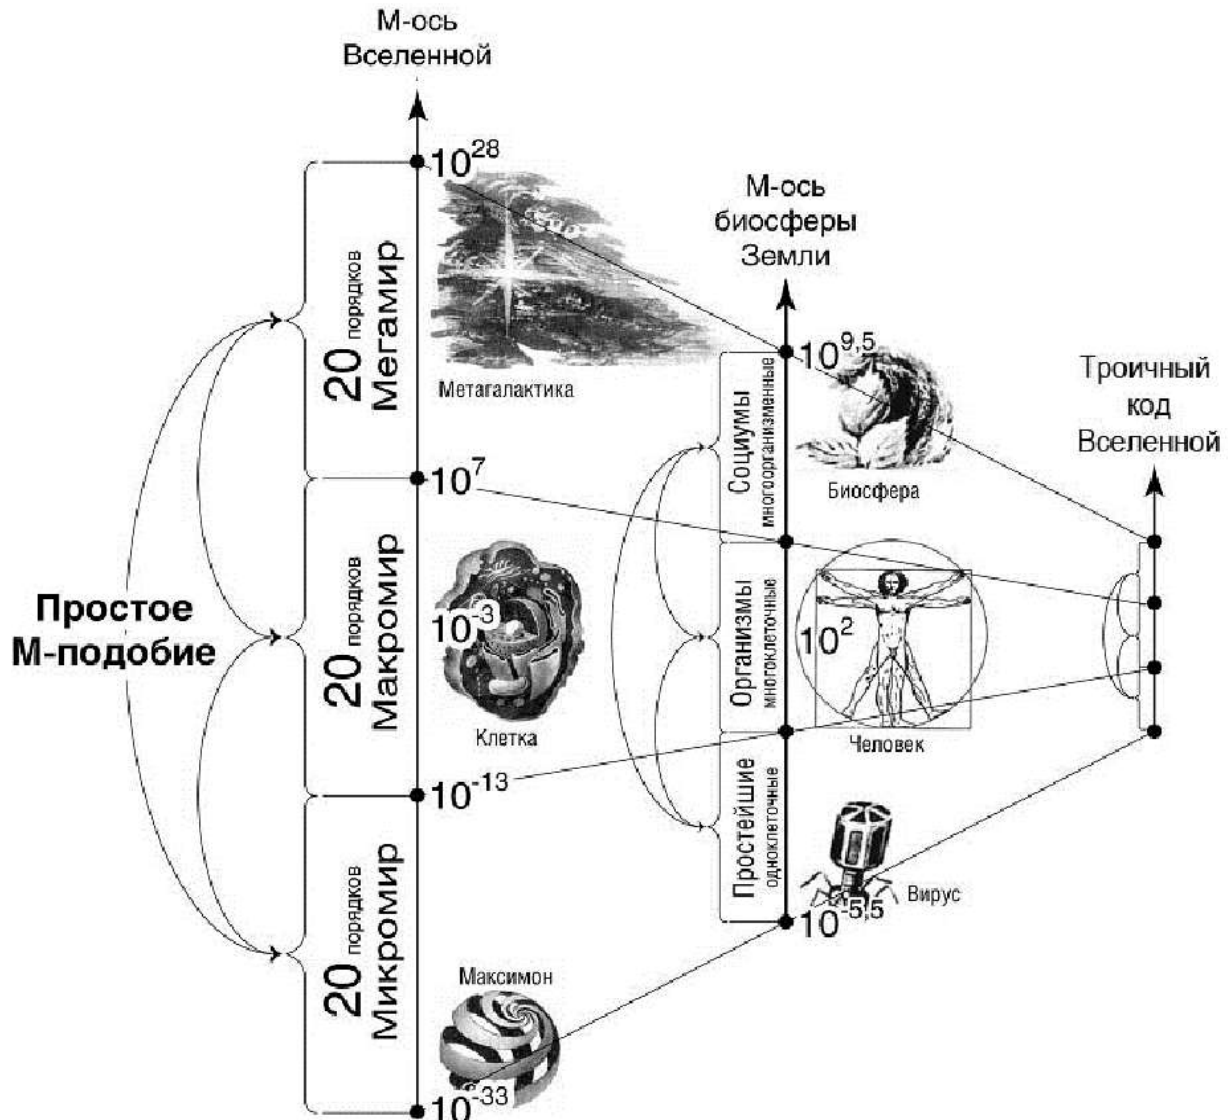 М-ось
Вселенной
10^28
20 порядков
Мегамир
Метагалактика
10^7
Простое
М-подобие
20 порядков
Макромир
10^-3
Клетка
10^-13
20 порядков
Микромир
Максимон
10^-33
М-ось
биосферы
Земли
10^9,5
Социумы
многоорганизменные
Биосфера
Организмы
многоклеточные
10^2
Человек
Простейшие
одноклеточные
Вирус
10^-5,5
Троичный
код
Вселенной